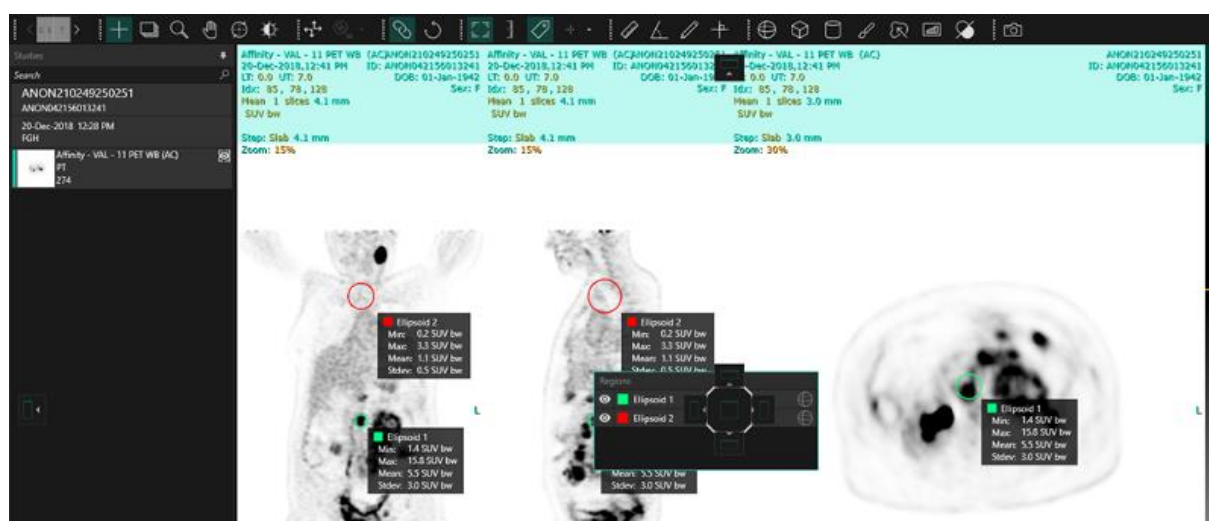 Studies
Search
ANON210249250251
ANON042156013241
20-Dec-2018 12:28 PM
FGH
Affinity - VAL - 11 PET WB (AC)
PT
274
Affinity - VAL - 11 PET WB (AC)
ANON210249250251
20-Dec-2018,12:41 PM
ID: ANON042156013241
LT: 0.0 UT: 7.0
DOB: 01-Jan-1942
Idx: 85, 78, 128
Sex: F
Mean 1 slices 4.1 mm
SUV bw
Step: Slab 4.1 mm
Zoom: 15%
Affinity - VAL - 11 PET WB (AC)
ANON210249250251
20-Dec-2018,12:41 PM
LT: 0.0 UT: 7.0
DOB: 01-Jan-19
Idx: 85, 78, 128
Sex: F
Mean 1 slices 4.1 mm
SUV bw
Step: Slab 4.1 mm
Zoom: 15%
Affinity - VAL - 11 PET WB (AC)
ANON210249250251
-Dec-2018,12:41 PM
ID: ANON042156013241
0.0 UT: 7.0
DOB: 01-Jan-1942
Idx: 85, 78, 128
Sex: F
Mean 1 slices 3.0 mm
SUV bw
Step: Slab 3.0 mm
Zoom: 30%
Ellipsoid 2
Min: 0.2 SUV bw
Max: 3.3 SUV bw
Mean: 1.1 SUV bw
Stdev: 0.5 SUV bw
L
Ellipsoid 1
Min: 1.4 SUV bw
Max: 15.8 SUV bw
Mean: 5.5 SUV bw
Stdev: 3.0 SUV bw
Ellipsoid 2
Min: 0.2 SUV bw
Max: 3.3 SUV bw
Mean: 1.1 SUV bw
Stdev: 0.5 SUV bw
Regions
Ellipsoid 1
Ellipsoid 2
Mean: 5.5 SUV bw
Stdev: 3.0 SUV bw
L
Ellipsoid 1
Min: 1.4 SUV bw
Max: 15.8 SUV bw
Mean: 5.5 SUV bw
Stdev: 3.0 SUV bw